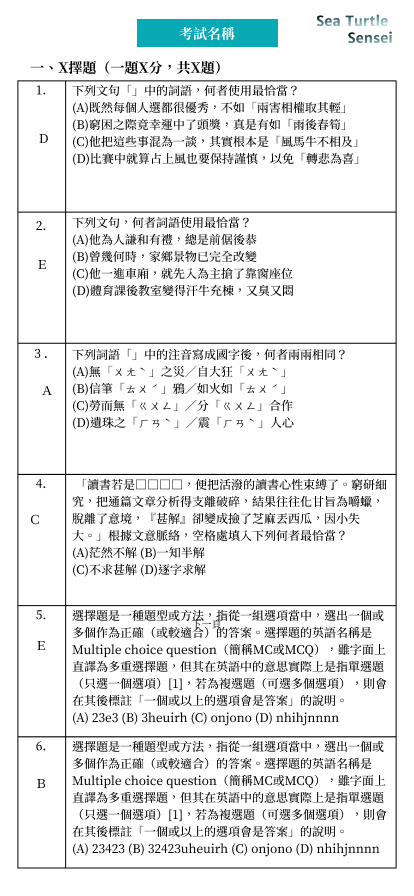 考試名稱
Sea Turtle
Sensei
一、X擇題（一題X分，共X題）
1.
D
下列文句「」中的詞語，何者使用最恰當？
(A)既然每個人選都很優秀，不如「兩害相權取其輕」
(B)窮困之際竟幸運中了頭獎，真是有如「雨後春筍」
(C)他把這些事混為一談，其實根本是「風馬牛不相及」
(D)比賽中就算占上風也要保持謹慎，以免「轉悲為喜」
2.
E
下列文句，何者詞語使用最恰當？
(A)他為人謙和有禮，總是前倨後恭
(B)曾幾何時，家鄉景物已完全改變
(C)他一進車廂，就先入為主搶了靠窗座位
(D)體育課後教室變得汗牛充棟，又臭又悶
3 .
A
下列詞語「」中的注音寫成國字後，何者兩兩相同？
(A)無「ㄨㄤˋ」之災／自大狂「ㄨㄤˋ」
(B)信筆「ㄊㄨˊ」鴉／如火如「ㄊㄨˊ」
(C)勞而無「ㄍㄨㄥ」／分「ㄍㄨㄥ」合作
(D)遺珠之「ㄏㄢˋ」／震「ㄏㄢˋ」人心
4.
C
「讀書若是□□□□，便把活潑的讀書心性束縛了。窮研細
究，把通篇文章分析得支離破碎，結果往往化甘旨為嚼蠟，
脫離了意境，『甚解』卻變成撿了芝麻丟西瓜，因小失
大。」根據文意脈絡，空格處填入下列何者最恰當？
(A)茫然不解 (B)一知半解
(C)不求甚解 (D)逐字求解
5.
E
選擇題是一種題型或方法，指從一組選項當中，選出一個或
下一頁
多個作為正確（或較適合）的答案。選擇題的英語名稱是
Multiple choice question（簡稱MC或MCQ），雖字面上
直譯為多重選擇題，但其在英語中的意思實際上是指單選題
（只選一個選項）[1]，若為複選題（可選多個選項），則會
在其後標註「一個或以上的選項會是答案」的說明。
(A) 23e3 (B) 3heuirh (C) onjono (D) nhihjnnnn
6.
B
選擇題是一種題型或方法，指從一組選項當中，選出一個或
多個作為正確（或較適合）的答案。選擇題的英語名稱是
Multiple choice question（簡稱MC或MCQ），雖字面上
直譯為多重選擇題，但其在英語中的意思實際上是指單選題
（只選一個選項）[1]，若為複選題（可選多個選項），則會
在其後標註「一個或以上的選項會是答案」的說明。
(A) 23423 (B) 32423uheuirh (C) onjono (D) nhihjnnnn